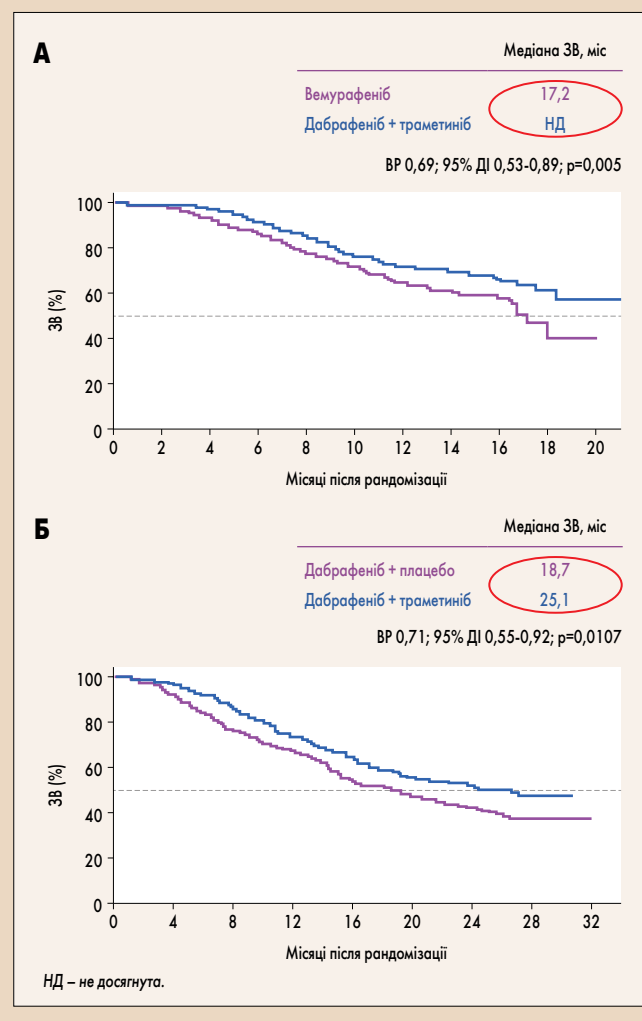 А
Медіана ЗВ, міс
Вемурафеніб 17,2
Дабрафеніб + траметиніб НД
ВР 0,69; 95% ДІ 0,53-0,89; p=0,005
ЗВ (%)
100
80
60
40
20
0
0 2 4 6 8 10 12 14 16 18 20
Місяці після рандомізації
Б
Медіана ЗВ, міс
Дабрафеніб + плацебо 18,7
Дабрафеніб + траметиніб 25,1
ВР 0,71; 95% ДІ 0,55-0,92; p=0,0107
ЗВ (%)
100
80
60
40
20
0
0 4 8 12 16 20 24 28 32
Місяці після рандомізації
НД – не досягнута.